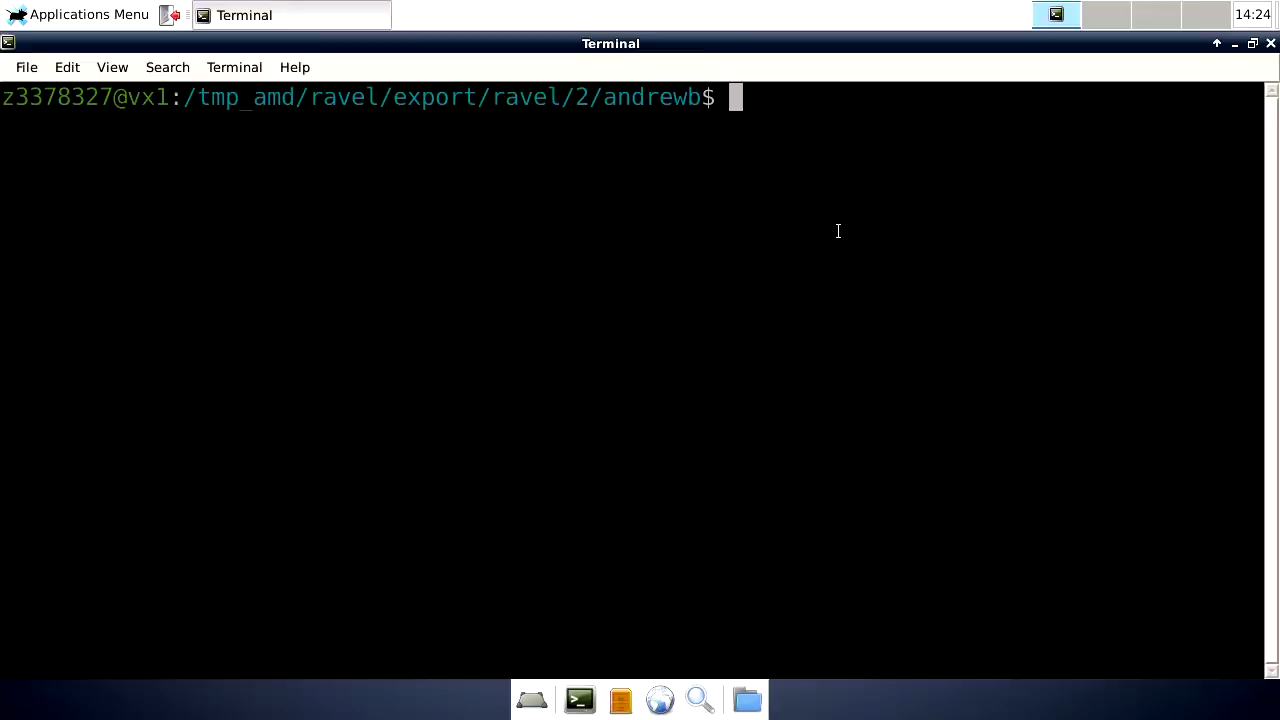 Applications Menu Terminal 14:24
Terminal
File Edit View Search Terminal Help
z3378327@vx1:/tmp_amd/ravel/export/ravel/2/andrewb$